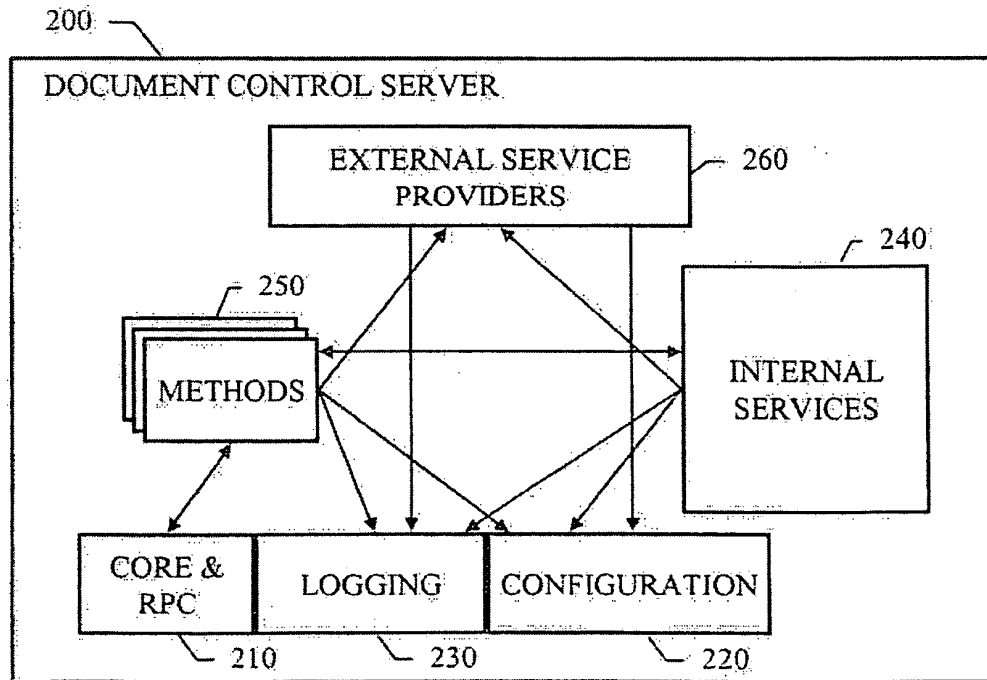 200
DOCUMENT CONTROL SERVER
EXTERNAL SERVICE
PROVIDERS
260
240
250
METHODS
INTERNAL
SERVICES
CORE &
RPC
LOGGING
CONFIGURATION
210
230
220